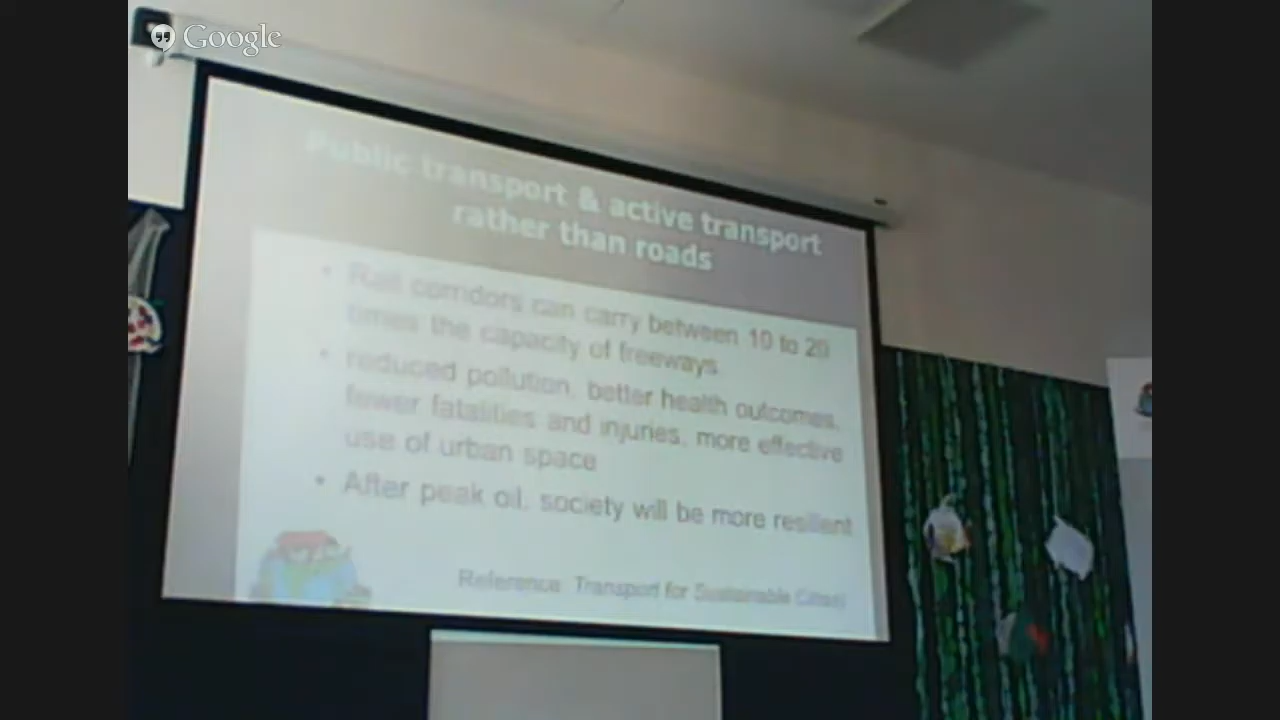 Google
Public transport & active transport
rather than roads
• Rail corridors can carry between 10 to 20
times the capacity of freeways
• reduced pollution, better health outcomes,
fewer fatalities and injuries, more effective
use of urban space
• After peak oil, society will be more resilient
Reference: Transport for Sustainable Cities